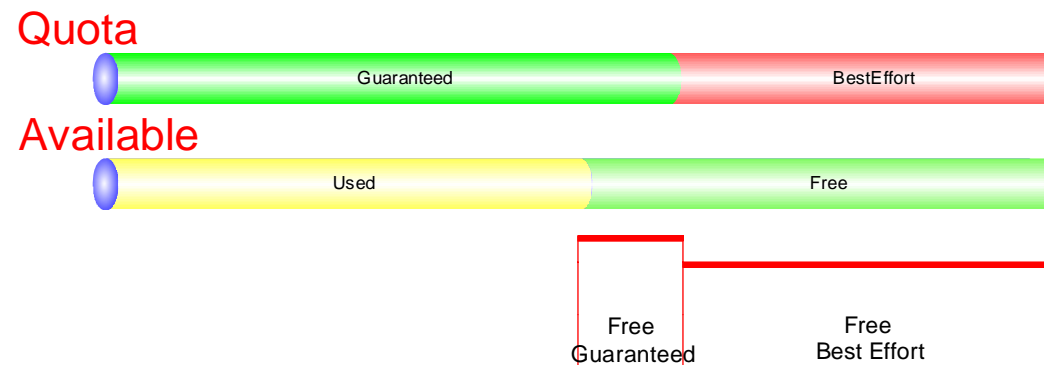 Quota
Guaranteed BestEffort
Available
Used Free
Free Free
Guaranteed Best Effort